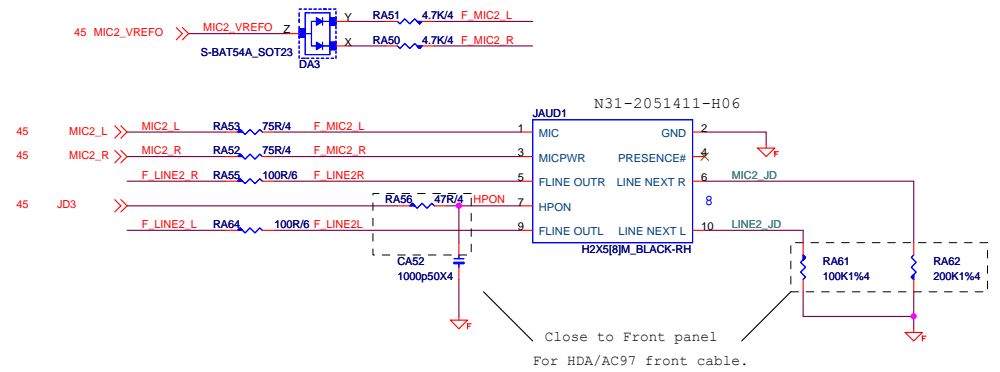 Y RA51 4.7K/4 F_MIC2_L
45 MIC2_VREFO MIC2_VREFO Z
X RA50 4.7K/4 F_MIC2_R
S-BAT54A_SOT23
DA3
N31-2051411-H06
JAUD1
45 MIC2_L MIC2_L RA53 75R/4 F_MIC2_L 1 MIC GND 2
F
45 MIC2_R MIC2_R RA52 75R/4 F_MIC2_R 3 MICPWR PRESENCE# 4
F_LINE2_R RA55 100R/6 F_LINE2R 5 FLINE OUTR LINE NEXT R 6 MIC2_JD
45 JD3 RA56 47R/4 HPON 7 HPON 8
F_LINE2_L RA64 100R/6 F_LINE2L 9 FLINE OUTL LINE NEXT L 10 LINE2_JD
H2X5[8]M_BLACK-RH
CA52
1000p50X4
RA61
100K1%4
RA62
200K1%4
F
F
Close to Front panel
For HDA/AC97 front cable.